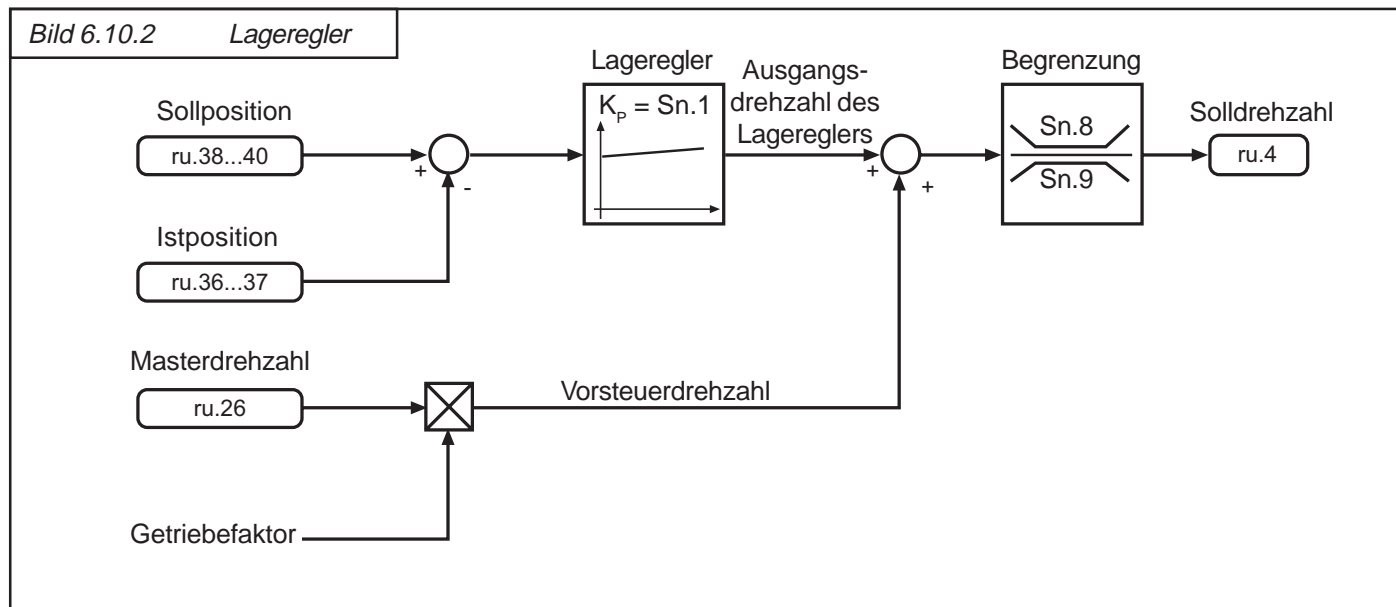 Bild 6.10.2 Lageregler
Lageregler
K_P = Sn.1
Ausgangs-
drehzahl des
Lagereglers
Begrenzung
Sn.8
Sn.9
Solldrehzahl
ru.4
Sollposition
ru.38...40
+
-
+
+
Istposition
ru.36...37
Masterdrehzahl
ru.26
Vorsteuerdrehzahl
Getriebefaktor